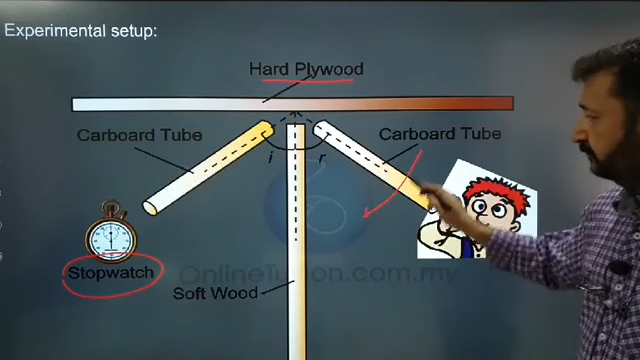 Experimental setup:
Hard Plywood
Carboard Tube
Carboard Tube
i
r
Stopwatch
OnlineTuition.com.my
Soft Wood